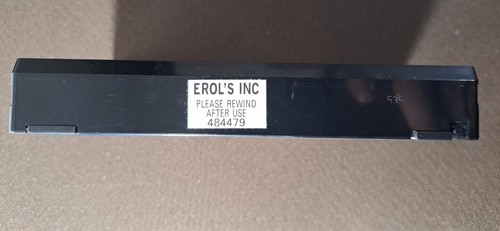 EROL'S INC
PLEASE REWIND
AFTER USE
484479